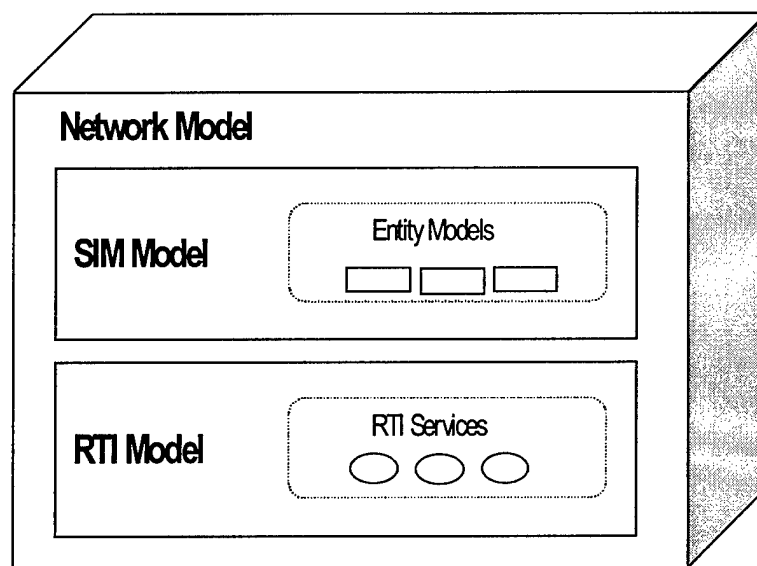 Network Model
SIM Model
Entity Models
RTI Model
RTI Services